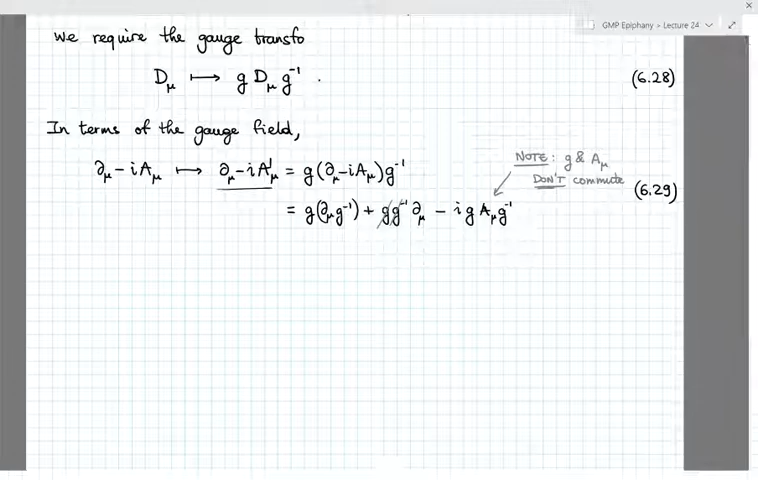 GMP Epiphany > Lecture 24
We require the gauge transfo
D_μ ⟼ g D_μ g⁻¹ . (6.28)
In terms of the gauge field,
NOTE: g & A_μ
DON'T commute
∂_μ - iA_μ ⟼ ∂_μ - iA'_μ = g(∂_μ - iA_μ)g⁻¹ (6.29)
= g(∂_μ g⁻¹) + gg⁻¹ ∂_μ - i g A_μ g⁻¹